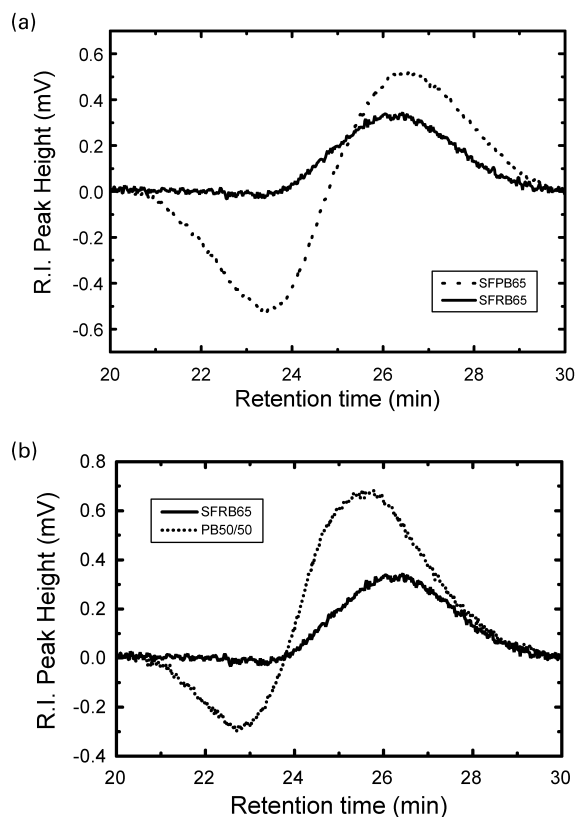 (a)
R.I. Peak Height (mV)
0.6
0.4
0.2
0.0
-0.2
-0.4
-0.6
SFPB65
SFRB65
20 22 24 26 28 30
Retention time (min)
(b)
R.I. Peak Height (mV)
0.8
0.6
0.4
0.2
0.0
-0.2
-0.4
SFRB65
PB50/50
20 22 24 26 28 30
Retention time (min)